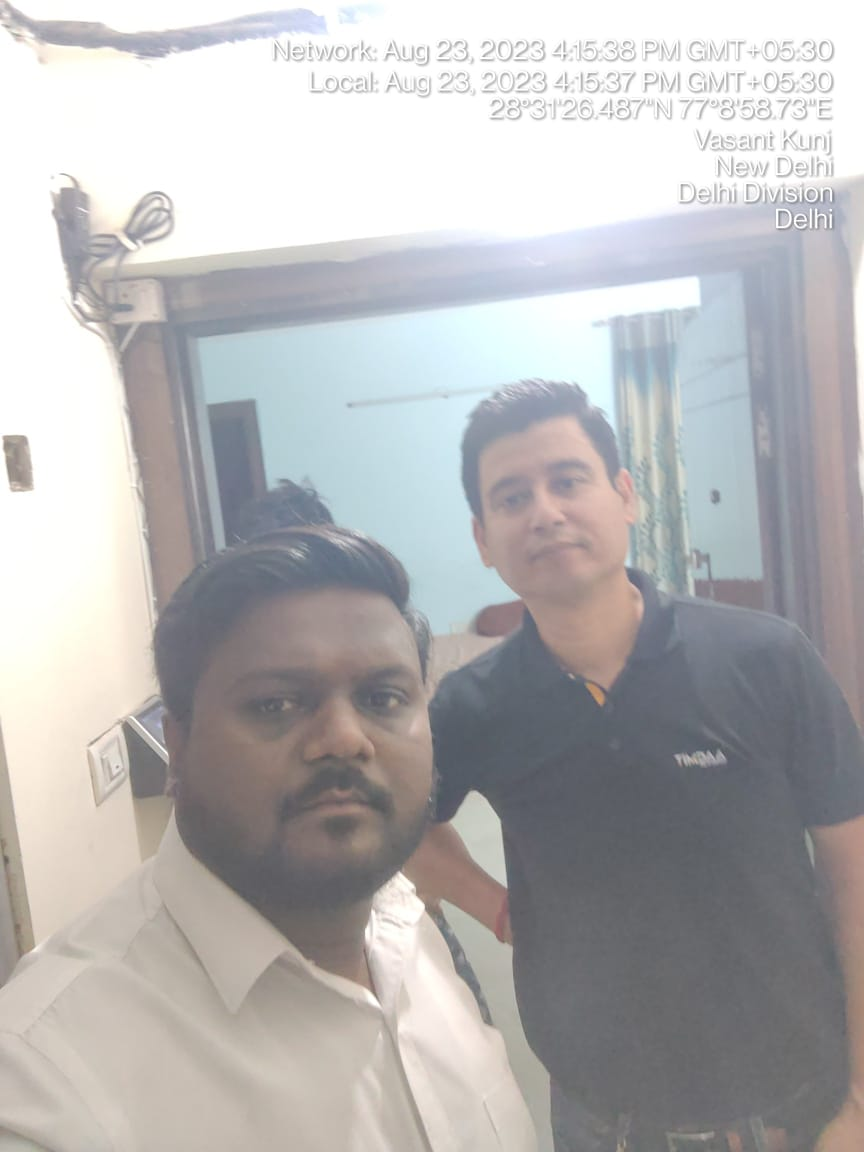 Network: Aug 23, 2023 4:15:38 PM GMT+05:30
Local: Aug 23, 2023 4:15:37 PM GMT+05:30
28°31'26.487"N 77°8'58.73"E
Vasant Kunj
New Delhi
Delhi Division
Delhi